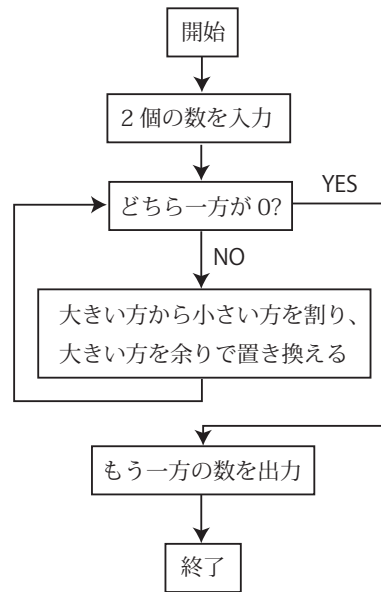 開始
2 個の数を入力
どちら一方が 0?
YES
NO
大きい方から小さい方を割り、
大きい方を余りで置き換える
もう一方の数を出力
終了